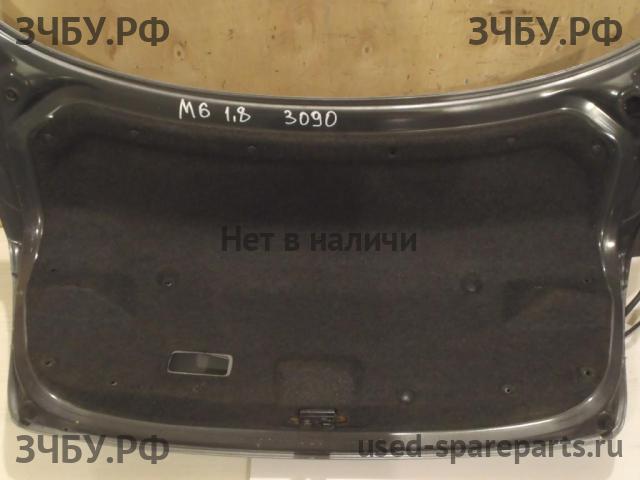 ЗЧБУ.РФ ЗЧБУ.РФ
М6 1,8 3090
Нет в наличи
ЗЧБУ.РФ used-spareparts.ru